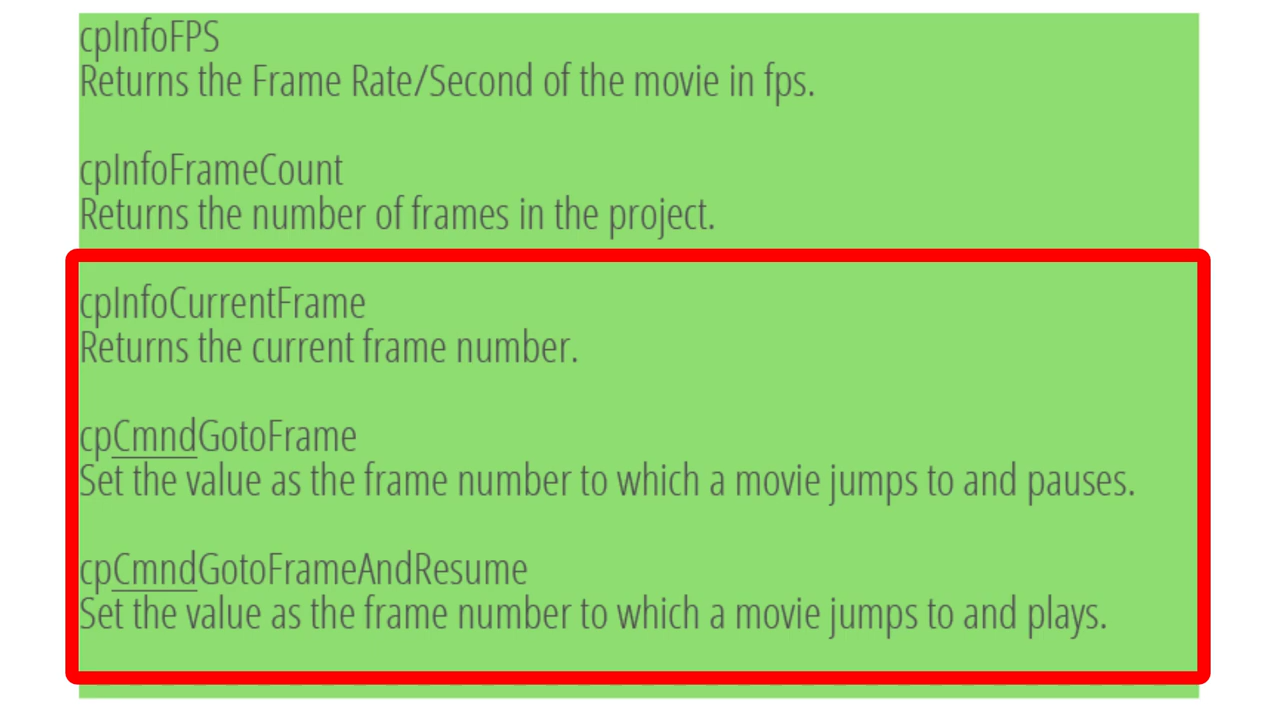 cpInfoFPS
Returns the Frame Rate/Second of the movie in fps.
cpInfoFrameCount
Returns the number of frames in the project.
cpInfoCurrentFrame
Returns the current frame number.
cpCmndGotoFrame
Set the value as the frame number to which a movie jumps to and pauses.
cpCmndGotoFrameAndResume
Set the value as the frame number to which a movie jumps to and plays.